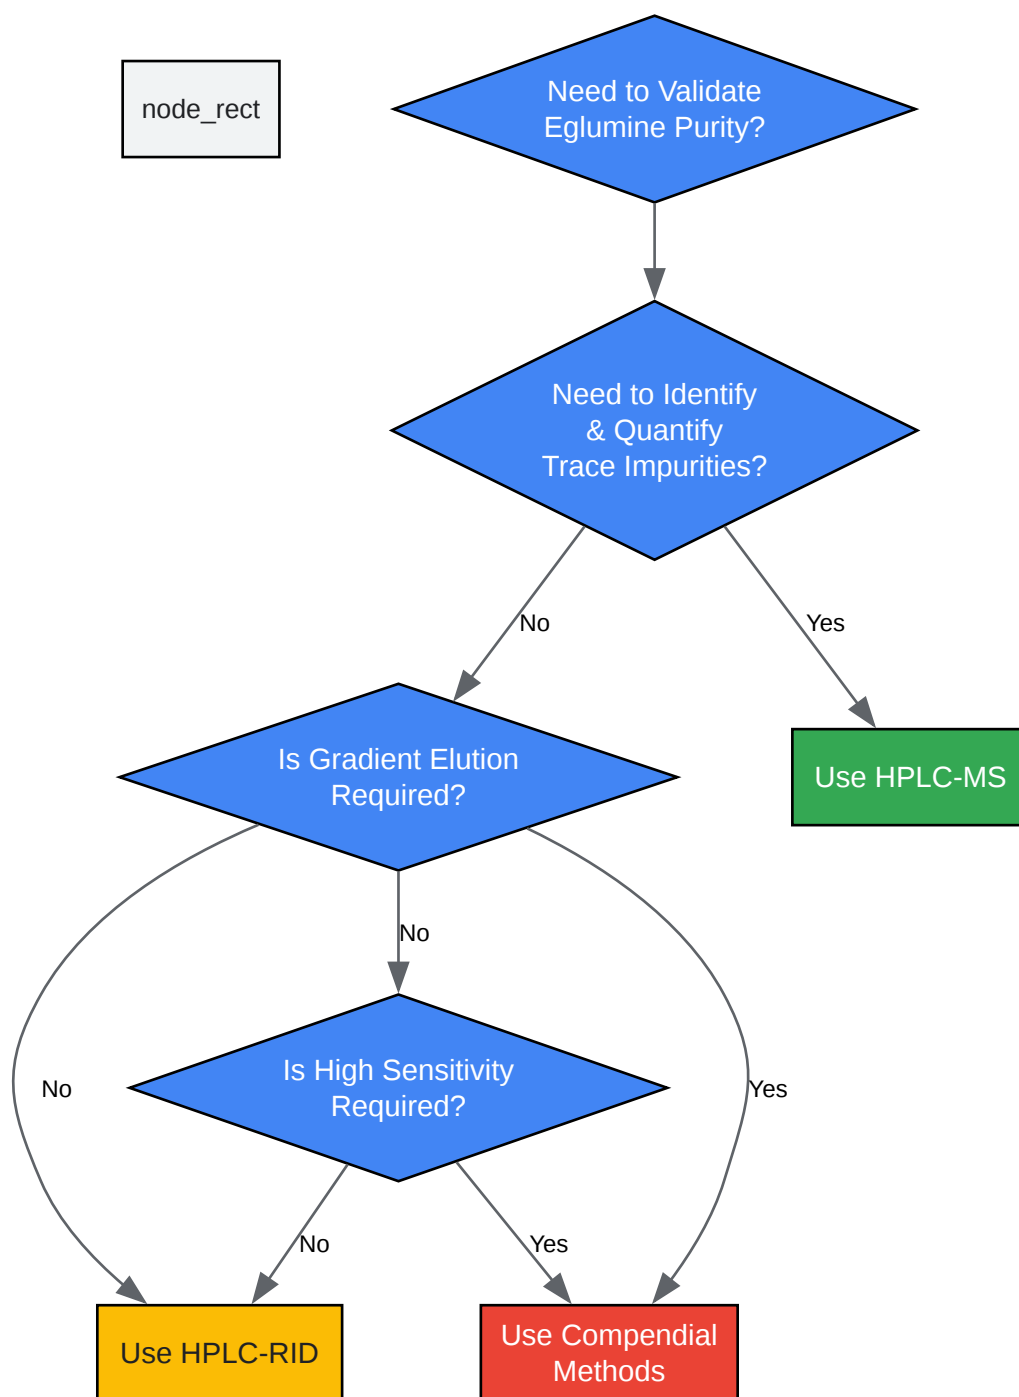 node_rect
Need to Validate
Eglumine Purity?
Need to Identify
& Quantify
Trace Impurities?
No
Yes
Is Gradient Elution
Required?
Use HPLC-MS
No
Is High Sensitivity
Required?
No
Yes
No
Yes
Use HPLC-RID
Use Compendial
Methods